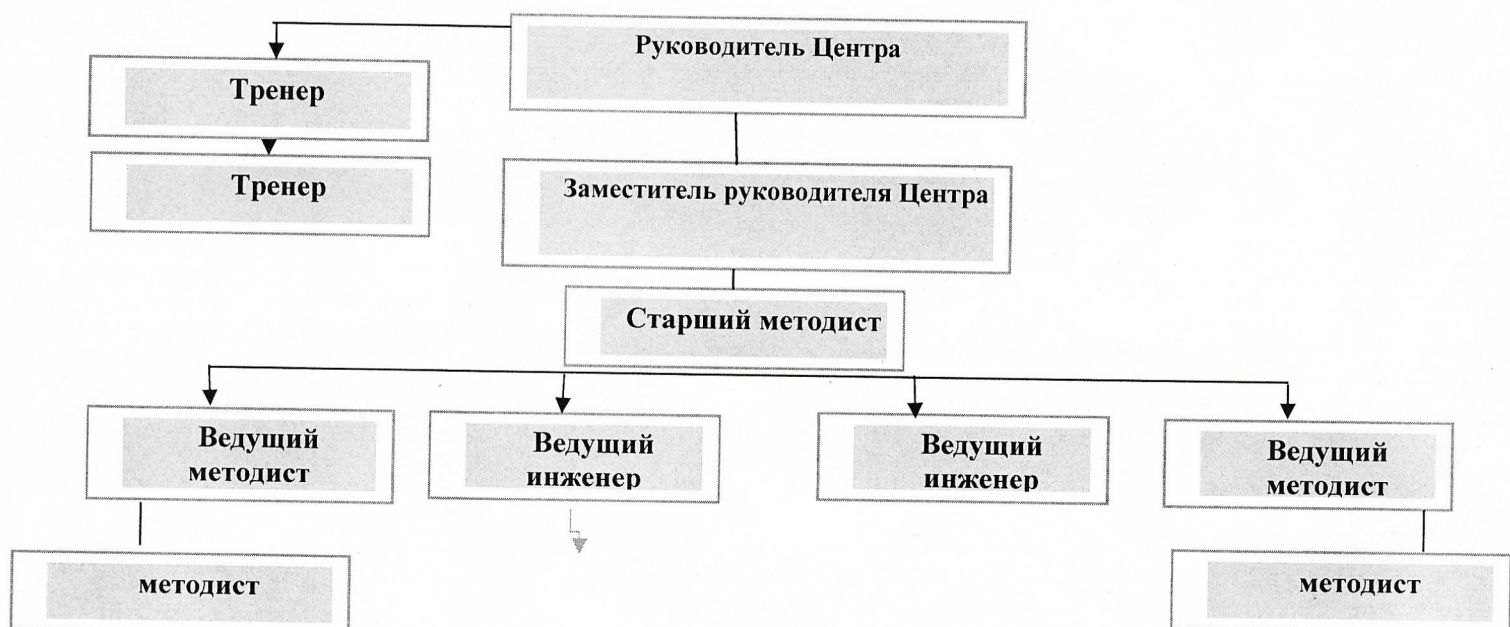 Руководитель Центра
Тренер
Тренер
Заместитель руководителя Центра
Старший методист
Ведущий
методист
Ведущий
инженер
Ведущий
инженер
Ведущий
методист
методист
методист